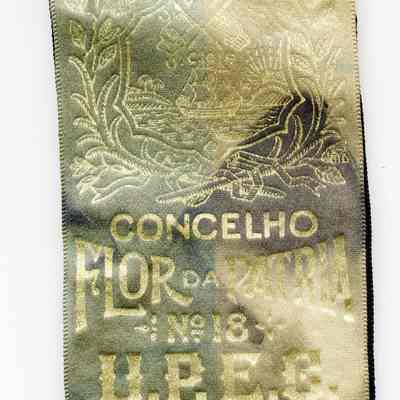 CONCELHO
FLOR DA PATRIA
No 18
U.P.E.C.